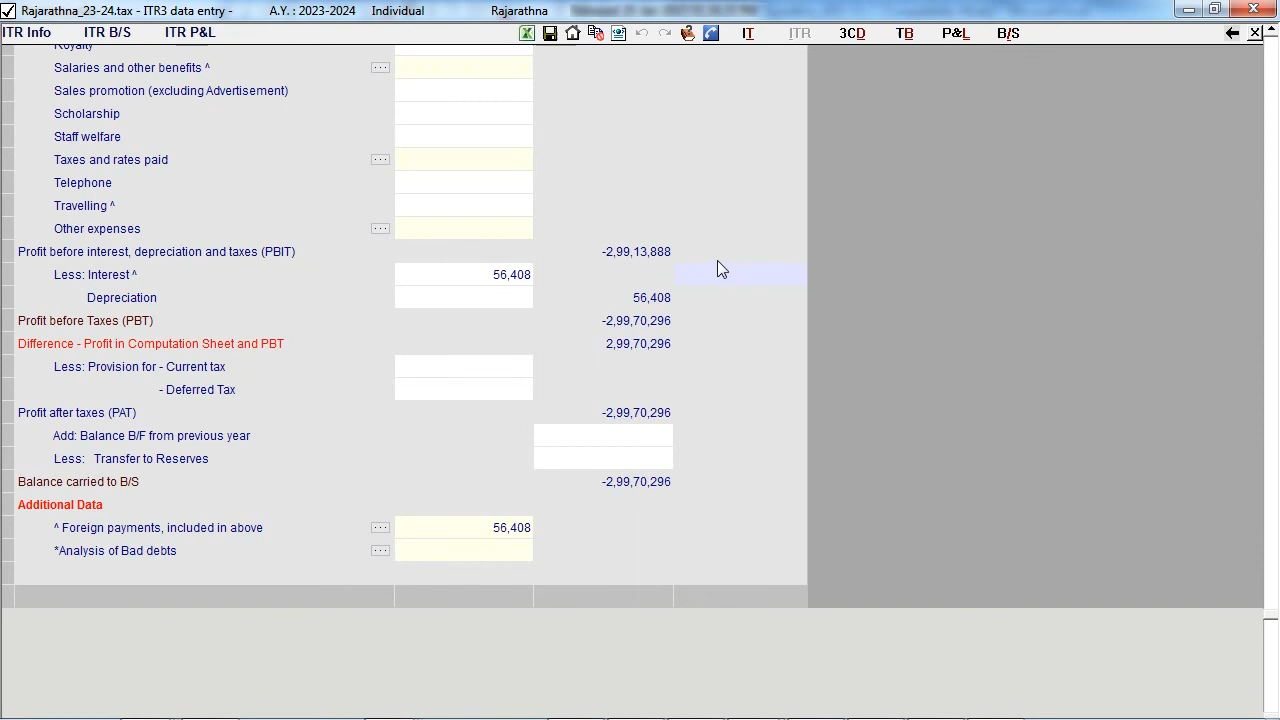 Rajarathna_23-24.tax - ITR3 data entry - A.Y. : 2023-2024 Individual Rajarathna
ITR Info ITR B/S ITR P&L IT ITR 3CD TB P&L B/S
Royalty
Salaries and other benefits ^
Sales promotion (excluding Advertisement)
Scholarship
Staff welfare
Taxes and rates paid
Telephone
Travelling ^
Other expenses
Profit before interest, depreciation and taxes (PBIT) -2,99,13,888
Less: Interest ^ 56,408
Depreciation 56,408
Profit before Taxes (PBT) -2,99,70,296
Difference - Profit in Computation Sheet and PBT 2,99,70,296
Less: Provision for - Current tax
- Deferred Tax
Profit after taxes (PAT) -2,99,70,296
Add: Balance B/F from previous year
Less: Transfer to Reserves
Balance carried to B/S -2,99,70,296
Additional Data
^ Foreign payments, included in above 56,408
*Analysis of Bad debts